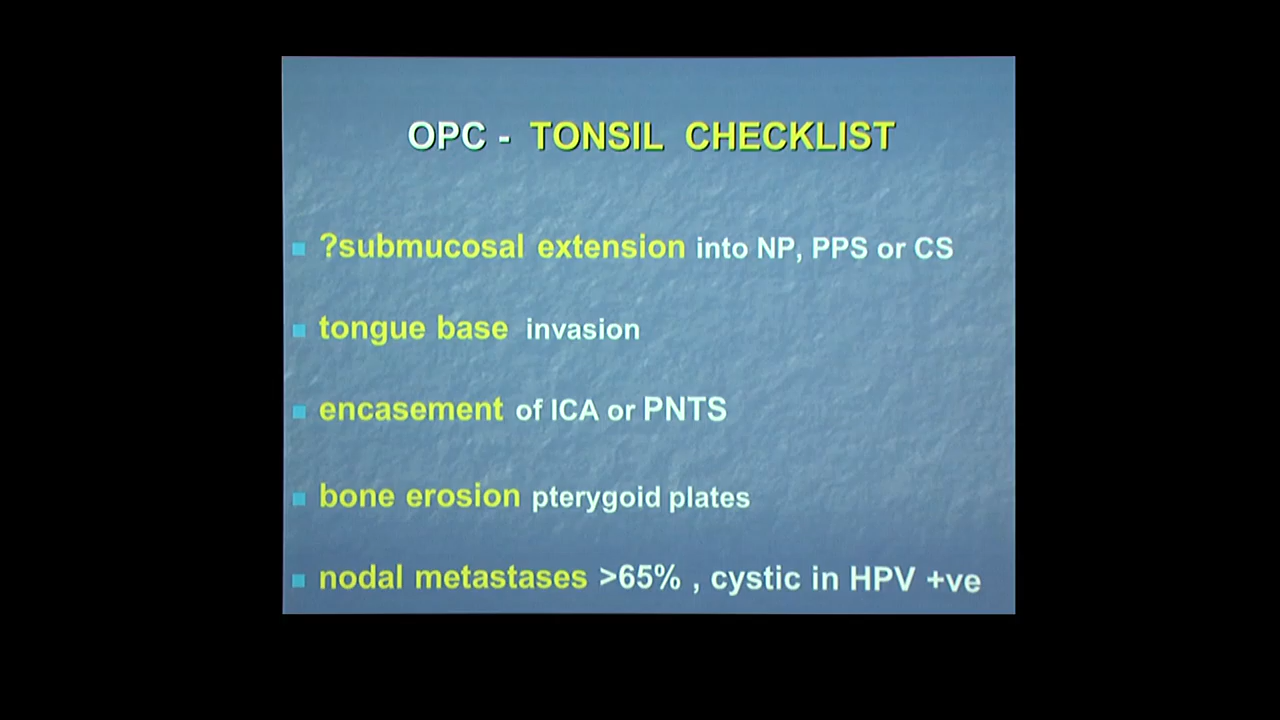 OPC - TONSIL CHECKLIST
?submucosal extension into NP, PPS or CS
tongue base invasion
encasement of ICA or PNTS
bone erosion pterygoid plates
nodal metastases >65% , cystic in HPV +ve